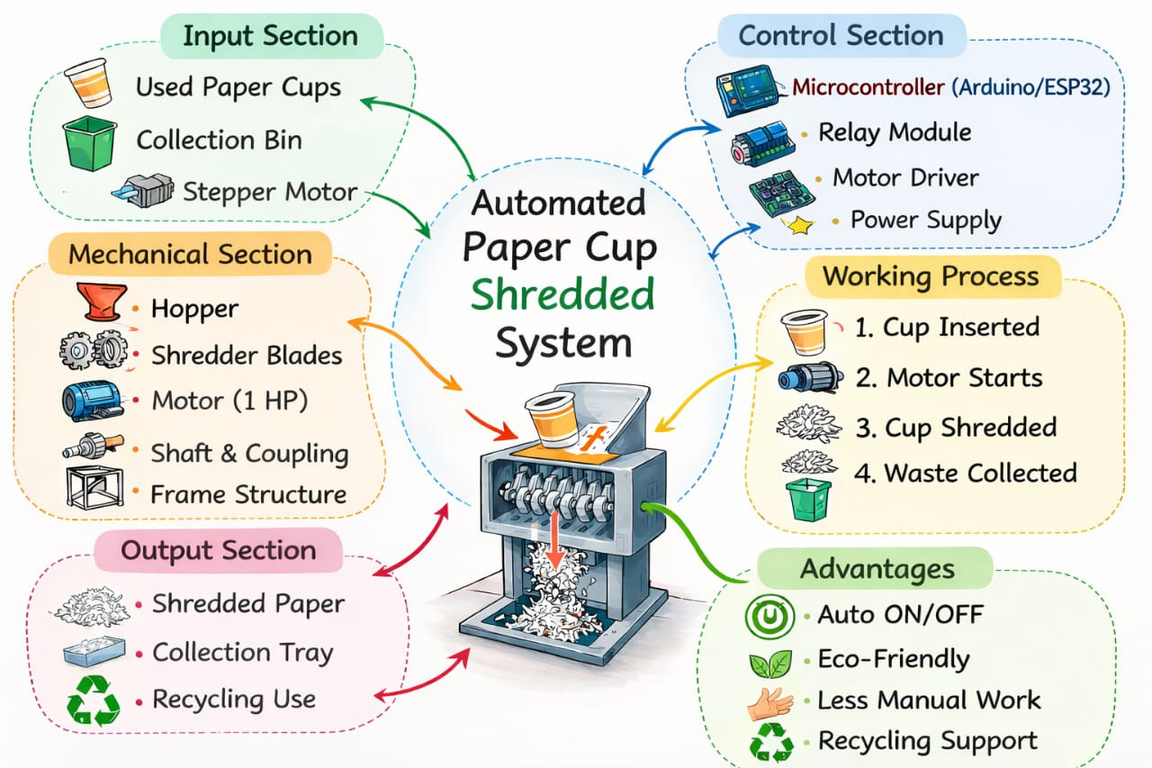 Input Section
Used Paper Cups
Collection Bin
Stepper Motor
Mechanical Section
Hopper
Shredder Blades
Motor (1 HP)
Shaft & Coupling
Frame Structure
Output Section
Shredded Paper
Collection Tray
Recycling Use
Automated
Paper Cup
Shredded
System
Control Section
Microcontroller (Arduino/ESP32)
Relay Module
Motor Driver
Power Supply
Working Process
1. Cup Inserted
2. Motor Starts
3. Cup Shredded
4. Waste Collected
Advantages
Auto ON/OFF
Eco-Friendly
Less Manual Work
Recycling Support